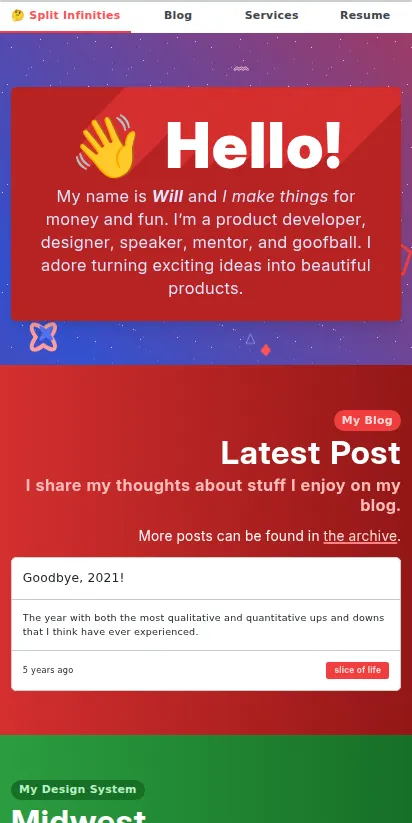 🤔 Split Infinities Blog Services Resume
👋 Hello!
My name is Will and I make things for
money and fun. I’m a product developer,
designer, speaker, mentor, and goofball. I
adore turning exciting ideas into beautiful
products.
My Blog
Latest Post
I share my thoughts about stuff I enjoy on my
blog.
More posts can be found in the archive.
Goodbye, 2021!
The year with both the most qualitative and quantitative ups and downs
that I think have ever experienced.
5 years ago slice of life
My Design System
Midwest